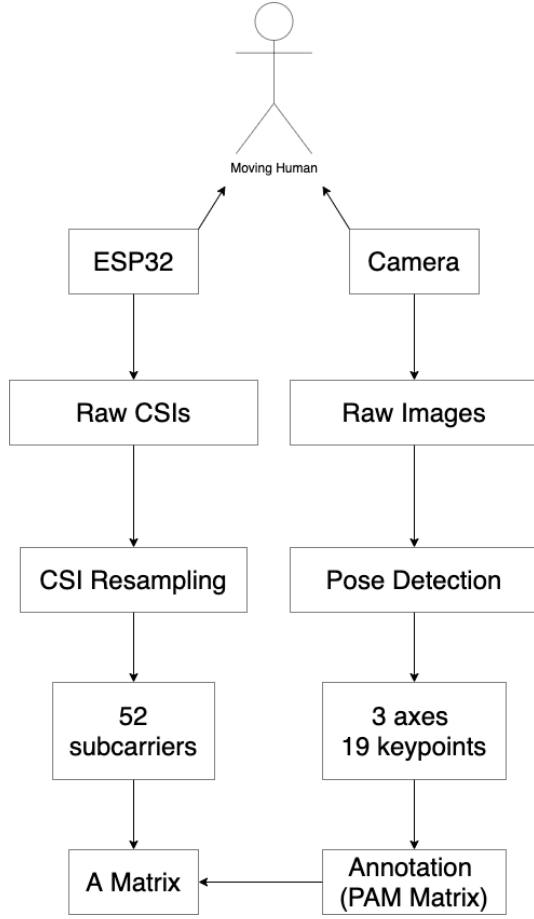 Moving Human
ESP32
Camera
Raw CSIs
Raw Images
CSI Resampling
Pose Detection
52
subcarriers
3 axes
19 keypoints
A Matrix
Annotation
(PAM Matrix)